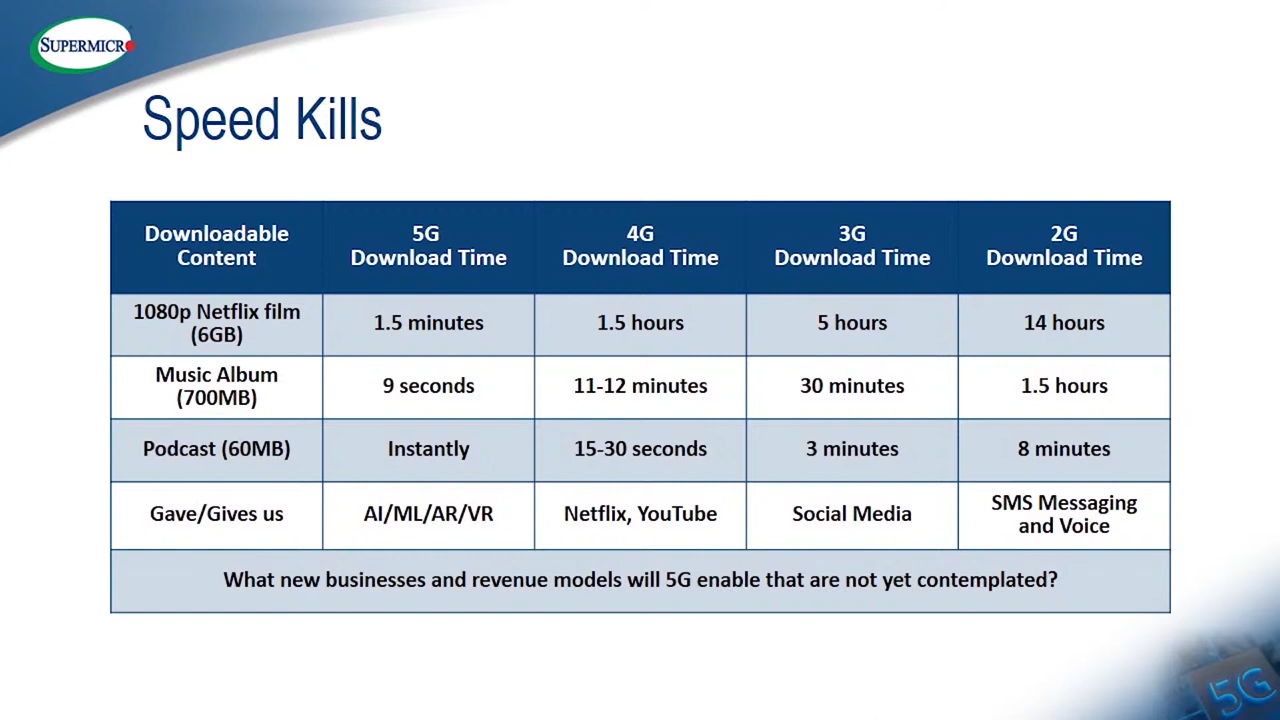 SUPERMICRO
Speed Kills
Downloadable
Content
5G
Download Time
4G
Download Time
3G
Download Time
2G
Download Time
1080p Netflix film
(6GB)
1.5 minutes
1.5 hours
5 hours
14 hours
Music Album
(700MB)
9 seconds
11-12 minutes
30 minutes
1.5 hours
Podcast (60MB)
Instantly
15-30 seconds
3 minutes
8 minutes
Gave/Gives us
AI/ML/AR/VR
Netflix, YouTube
Social Media
SMS Messaging
and Voice
What new businesses and revenue models will 5G enable that are not yet contemplated?
5G